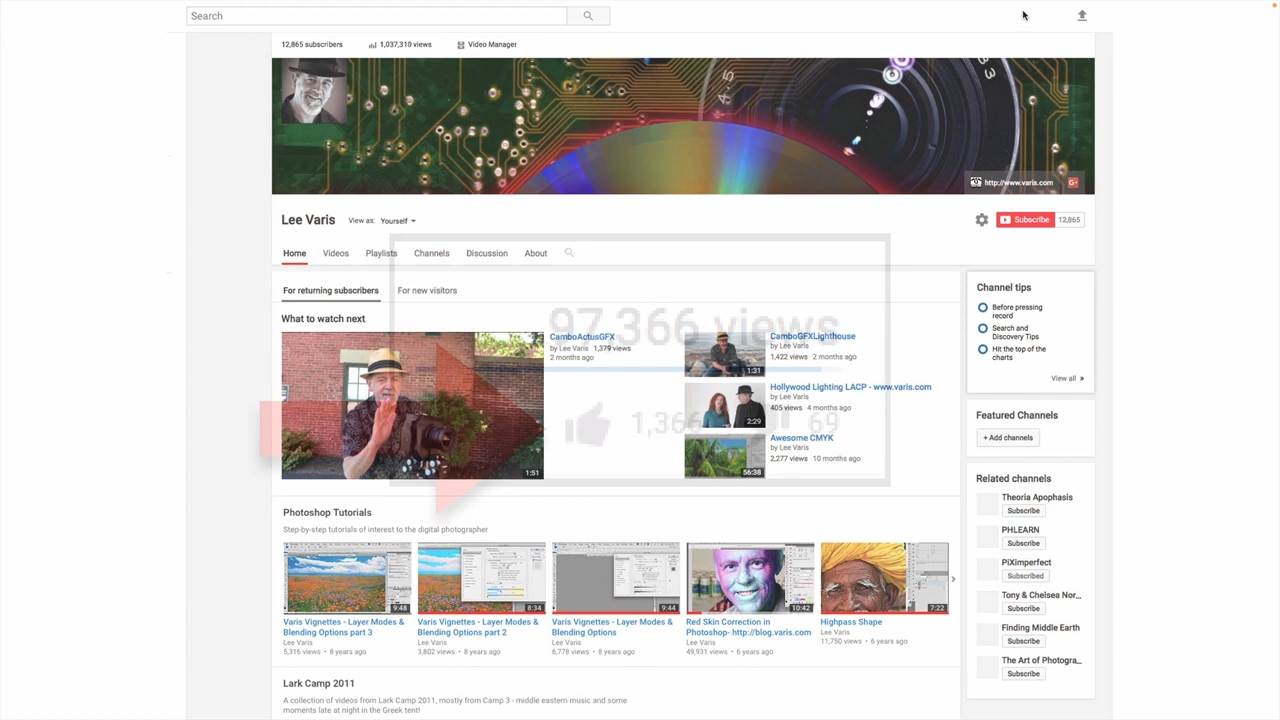 Search
12,865 subscribers 1,037,310 views Video Manager
-4.5
http://www.varis.com
Lee Varis View as: Yourself
Subscribe 12,865
Home Videos Playlists Channels Discussion About
For returning subscribers For new visitors
What to watch next
97,366 views
1,366 69
1:51
CamboActusGFX
by Lee Varis 1,379 views
2 months ago
1:31
CamboGFXLighthouse
by Lee Varis
1,422 views 2 months ago
2:29
Hollywood Lighting LACP - www.varis.com
by Lee Varis
405 views 4 months ago
56:38
Awesome CMYK
by Lee Varis
2,277 views 10 months ago
Photoshop Tutorials
Step-by-step tutorials of interest to the digital photographer
9:48
Varis Vignettes - Layer Modes &
Blending Options part 3
Lee Varis
5,316 views • 8 years ago
8:34
Varis Vignettes - Layer Modes &
Blending Options part 2
Lee Varis
3,802 views • 8 years ago
9:44
Varis Vignettes - Layer Modes &
Blending Options
Lee Varis
6,778 views • 8 years ago
10:42
Red Skin Correction in
Photoshop- http://blog.varis.com
Lee Varis
49,931 views • 6 years ago
7:22
Highpass Shape
Lee Varis
11,750 views • 6 years ago
Lark Camp 2011
A collection of videos from Lark Camp 2011, mostly from Camp 3 - middle eastern music and some
moments late at night in the Greek tent!
Channel tips
Before pressing
record
Search and
Discovery Tips
Hit the top of the
charts
View all »
Featured Channels
+ Add channels
Related channels
Theoria Apophasis
Subscribe
PHLEARN
Subscribe
PiXimperfect
Subscribed
Tony & Chelsea Nor...
Subscribe
Finding Middle Earth
Subscribe
The Art of Photogra...
Subscribe